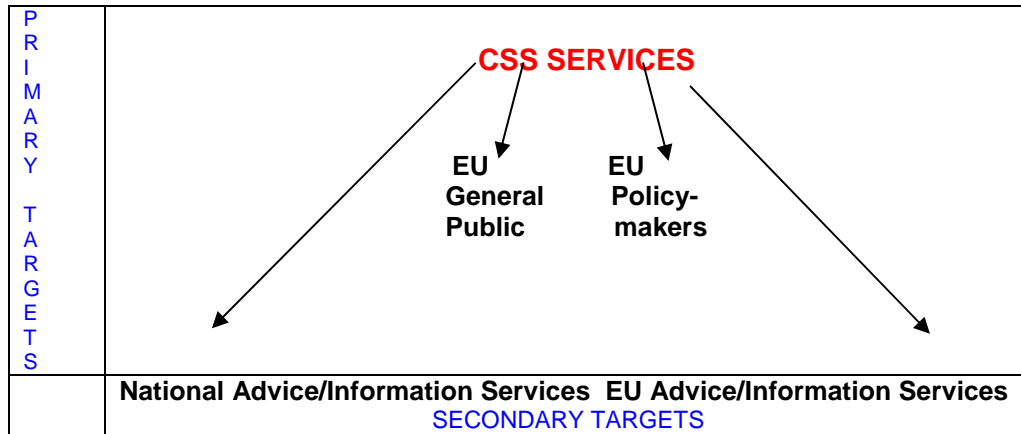 PRIMARY TARGETS
CSS SERVICES
EU EU
General Policy-
Public makers
National Advice/Information Services EU Advice/Information Services
SECONDARY TARGETS